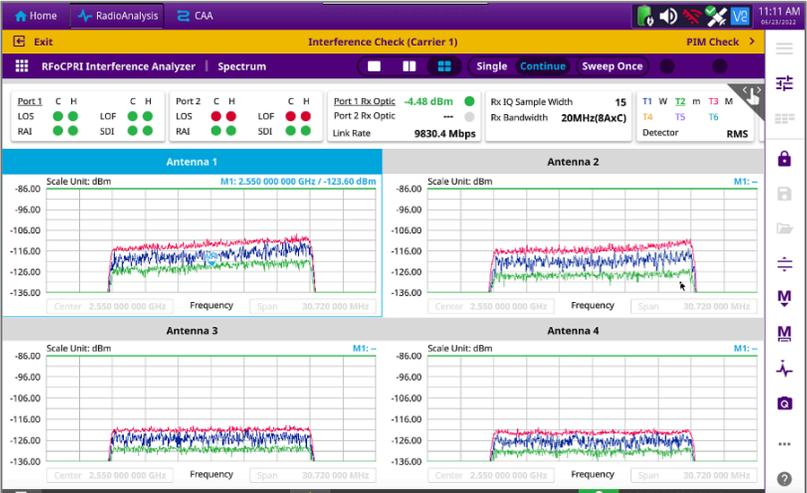 Home RadioAnalysis CAA 11:11 AM
V2 06/23/2022
Exit Interference Check (Carrier 1) PIM Check
RFoCPRI Interference Analyzer | Spectrum Single Continue Sweep Once
Port 1 C H C H
LOS LOF
RAI SDI
Port 2 C H C H
LOS LOF
RAI SDI
Port 1 Rx Optic -4.48 dBm
Port 2 Rx Optic ---
Link Rate 9830.4 Mbps
Rx IQ Sample Width 15
Rx Bandwidth 20MHz(8AxC)
T1 W T2 m T3 M
T4 T5 T6
Detector RMS
Antenna 1
Scale Unit: dBm M1: 2.550 000 000 GHz / -123.60 dBm
-86.00
-96.00
-106.00
-116.00
-126.00
-136.00
Center 2.550 000 000 GHz Frequency Span 30.720 MHz
Antenna 2
Scale Unit: dBm M1: --
-86.00
-96.00
-106.00
-116.00
-126.00
-136.00
Center 2.550 000 000 GHz Frequency Span 30.720 MHz
Antenna 3
Scale Unit: dBm M1: --
-86.00
-96.00
-106.00
-116.00
-126.00
-136.00
Center 2.550 000 000 GHz Frequency Span 30.720 MHz
Antenna 4
Scale Unit: dBm M1: --
-86.00
-96.00
-106.00
-116.00
-126.00
-136.00
Center 2.550 000 000 GHz Frequency Span 30.720 MHz
M
M